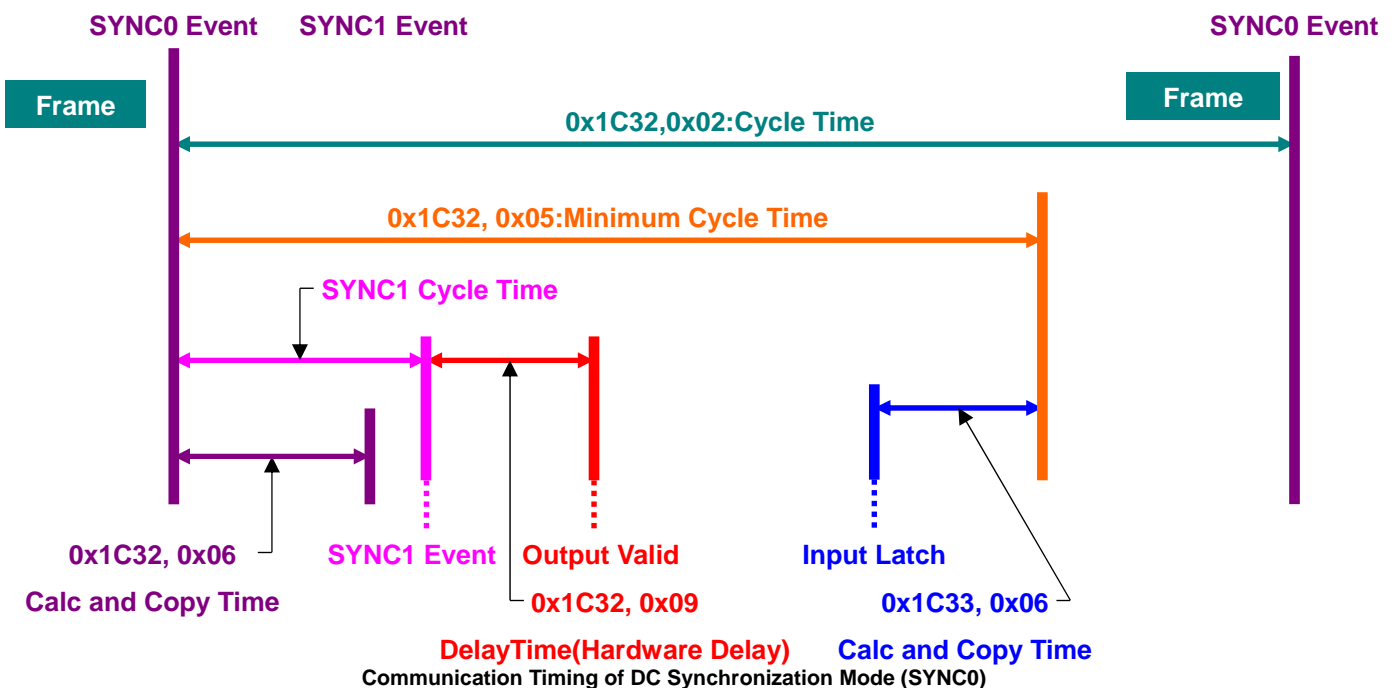 SYNC0 Event
SYNC1 Event
SYNC0 Event
Frame
Frame
0x1C32,0x02:Cycle Time
0x1C32, 0x05:Minimum Cycle Time
SYNC1 Cycle Time
0x1C32, 0x06
Calc and Copy Time
SYNC1 Event
Output Valid
0x1C32, 0x09
DelayTime(Hardware Delay)
Input Latch
0x1C33, 0x06
Calc and Copy Time
Communication Timing of DC Synchronization Mode (SYNC0)